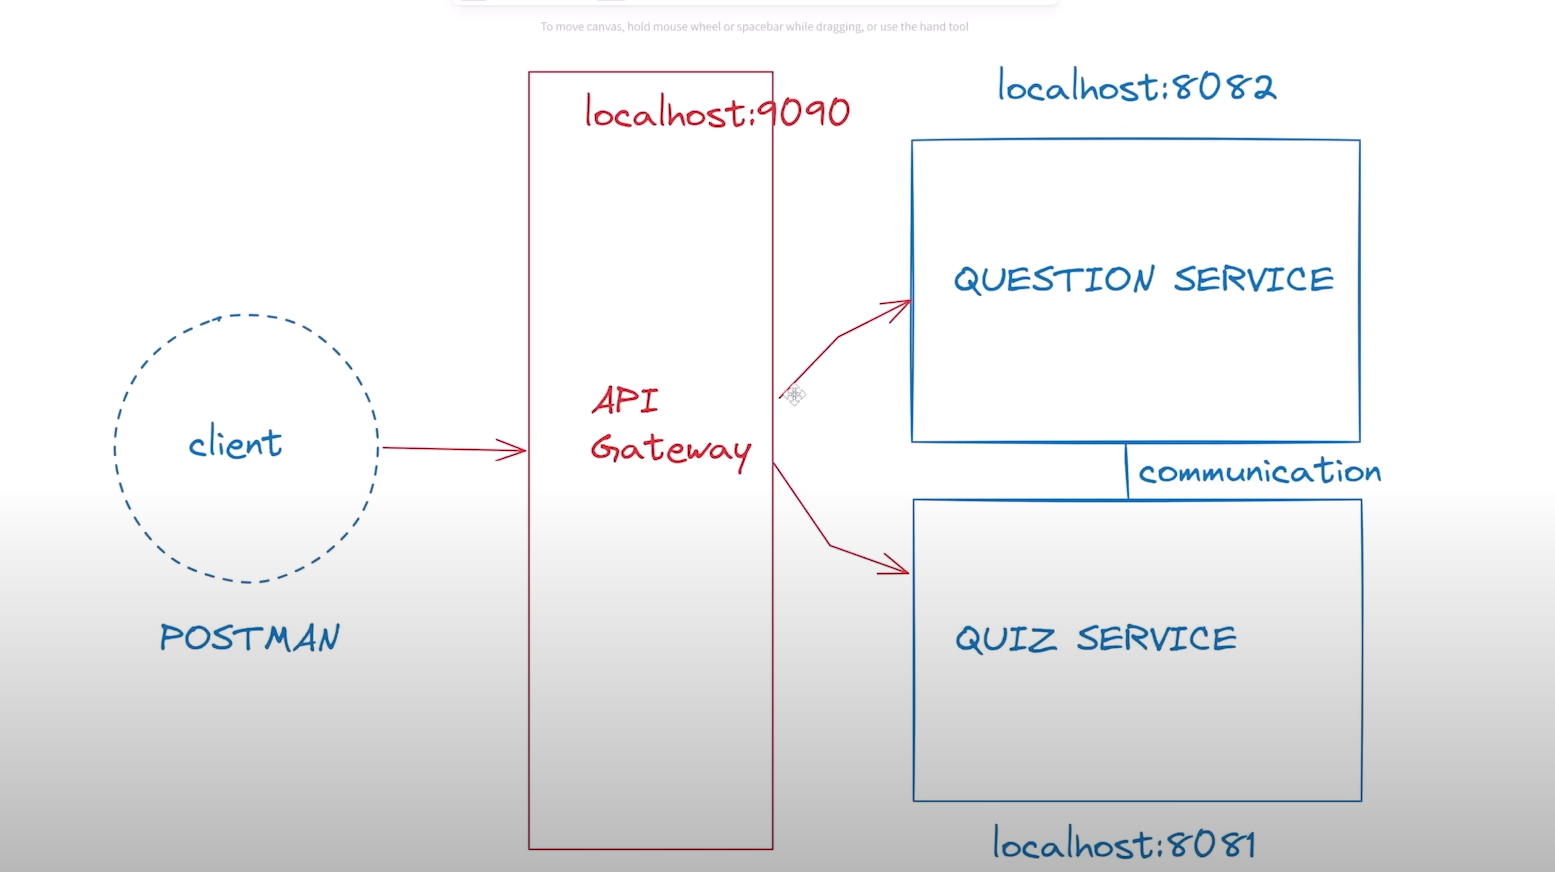 To move canvas, hold mouse wheel or spacebar while dragging, or use the hand tool
localhost:9090
localhost:8082
QUESTION SERVICE
API
Gateway
client
communication
POSTMAN
QUIZ SERVICE
localhost:8081